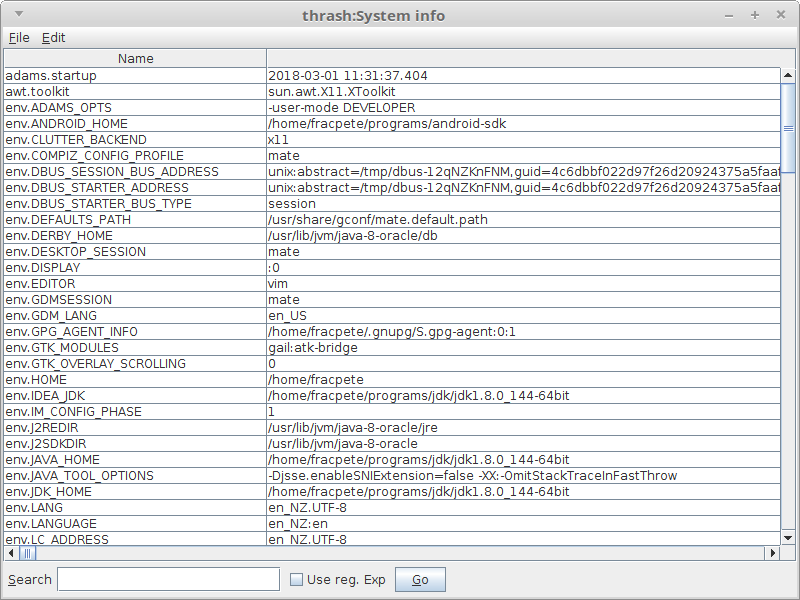 thrash:System info
File Edit
Name
adams.startup 2018-03-01 11:31:37.404
awt.toolkit sun.awt.X11.XToolkit
env.ADAMS_OPTS -user-mode DEVELOPER
env.ANDROID_HOME /home/fracpete/programs/android-sdk
env.CLUTTER_BACKEND x11
env.COMPIZ_CONFIG_PROFILE mate
env.DBUS_SESSION_BUS_ADDRESS unix:abstract=/tmp/dbus-12qNZKnFNM,guid=4c6dbbf022d97f26d20924375a5faaf
env.DBUS_STARTER_ADDRESS unix:abstract=/tmp/dbus-12qNZKnFNM,guid=4c6dbbf022d97f26d20924375a5faaf
env.DBUS_STARTER_BUS_TYPE session
env.DEFAULTS_PATH /usr/share/gconf/mate.default.path
env.DERBY_HOME /usr/lib/jvm/java-8-oracle/db
env.DESKTOP_SESSION mate
env.DISPLAY :0
env.EDITOR vim
env.GDMSESSION mate
env.GDM_LANG en_US
env.GPG_AGENT_INFO /home/fracpete/.gnupg/S.gpg-agent:0:1
env.GTK_MODULES gail:atk-bridge
env.GTK_OVERLAY_SCROLLING 0
env.HOME /home/fracpete
env.IDEA_JDK /home/fracpete/programs/jdk/jdk1.8.0_144-64bit
env.IM_CONFIG_PHASE 1
env.J2REDIR /usr/lib/jvm/java-8-oracle/jre
env.J2SDKDIR /usr/lib/jvm/java-8-oracle
env.JAVA_HOME /home/fracpete/programs/jdk/jdk1.8.0_144-64bit
env.JAVA_TOOL_OPTIONS -Djsse.enableSNIExtension=false -XX:-OmitStackTraceInFastThrow
env.JDK_HOME /home/fracpete/programs/jdk/jdk1.8.0_144-64bit
env.LANG en_NZ.UTF-8
env.LANGUAGE en_NZ:en
env.LC_ADDRESS en_NZ.UTF-8
Search Use reg. Exp Go